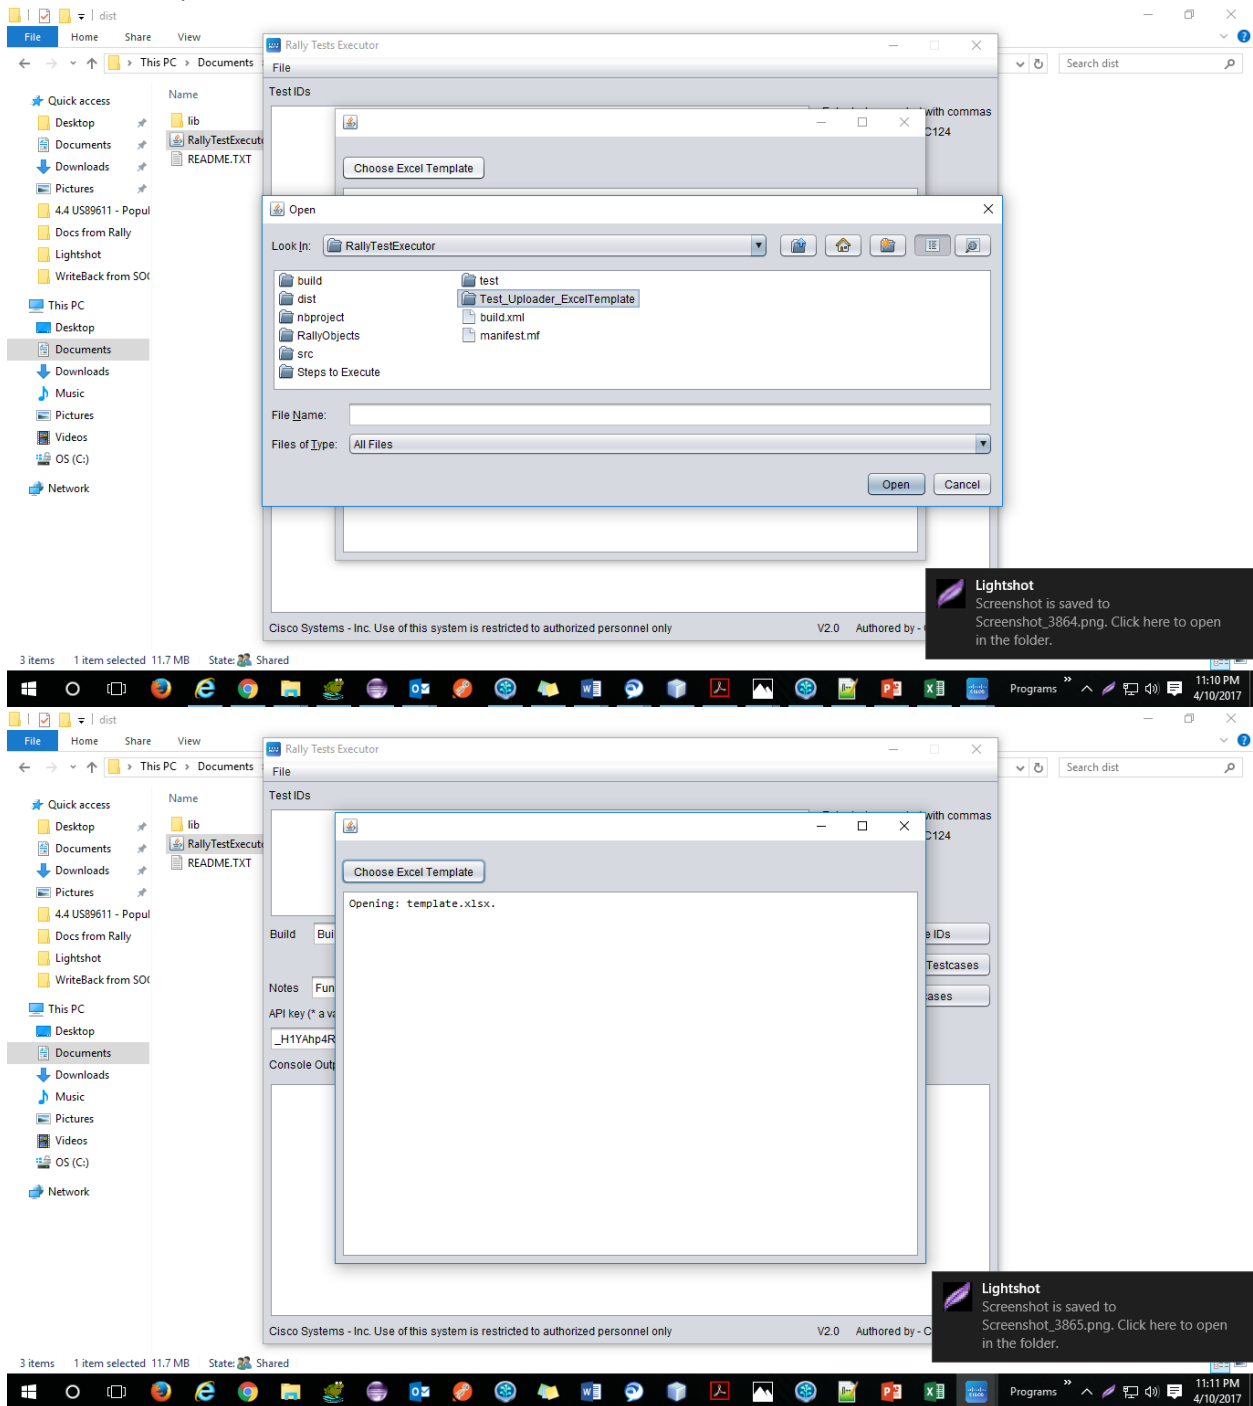 dist
File Home Share View
Rally Tests Executor
This PC > Documents
Search dist
File
Quick access
Name
Test IDs
Desktop
lib
with commas
Documents
RallyTestExecuto
C124
Downloads
README.TXT
Pictures
Choose Excel Template
4.4 US89611 - Popul
Open
Docs from Rally
Look In: RallyTestExecutor
Lightshot
WriteBack from SO
build
test
dist
Test_Uploader_ExcelTemplate
nbproject
build.xml
RallyObjects
manifest.mf
src
Steps to Execute
This PC
Desktop
Documents
Downloads
Music
Pictures
Videos
OS (C:)
Network
File Name:
Files of Type: All Files
Open Cancel
Lightshot
Screenshot is saved to
Screenshot_3864.png. Click here to open
in the folder.
Cisco Systems - Inc. Use of this system is restricted to authorized personnel only V2.0 Authored by -
3 items 1 item selected 11.7 MB State: Shared
Programs
11:10 PM
4/10/2017
dist
File Home Share View
Rally Tests Executor
This PC > Documents
Search dist
File
Quick access
Name
Test IDs
Desktop
lib
with commas
Documents
RallyTestExecuto
C124
Downloads
README.TXT
Pictures
Choose Excel Template
4.4 US89611 - Popul
Opening: template.xlsx.
Docs from Rally
Build Bui
e IDs
Lightshot
Testcases
WriteBack from SO
Notes Fun
cases
This PC
API key (* a va
Desktop
_H1YAhp4R
Documents
Console Outp
Downloads
Music
Pictures
Videos
OS (C:)
Network
Lightshot
Screenshot is saved to
Screenshot_3865.png. Click here to open
in the folder.
Cisco Systems - Inc. Use of this system is restricted to authorized personnel only V2.0 Authored by - C
3 items 1 item selected 11.7 MB State: Shared
Programs
11:11 PM
4/10/2017